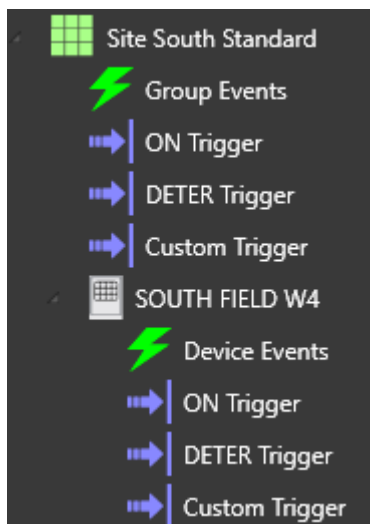 Site South Standard
Group Events
ON Trigger
DETER Trigger
Custom Trigger
SOUTH FIELD W4
Device Events
ON Trigger
DETER Trigger
Custom Trigger